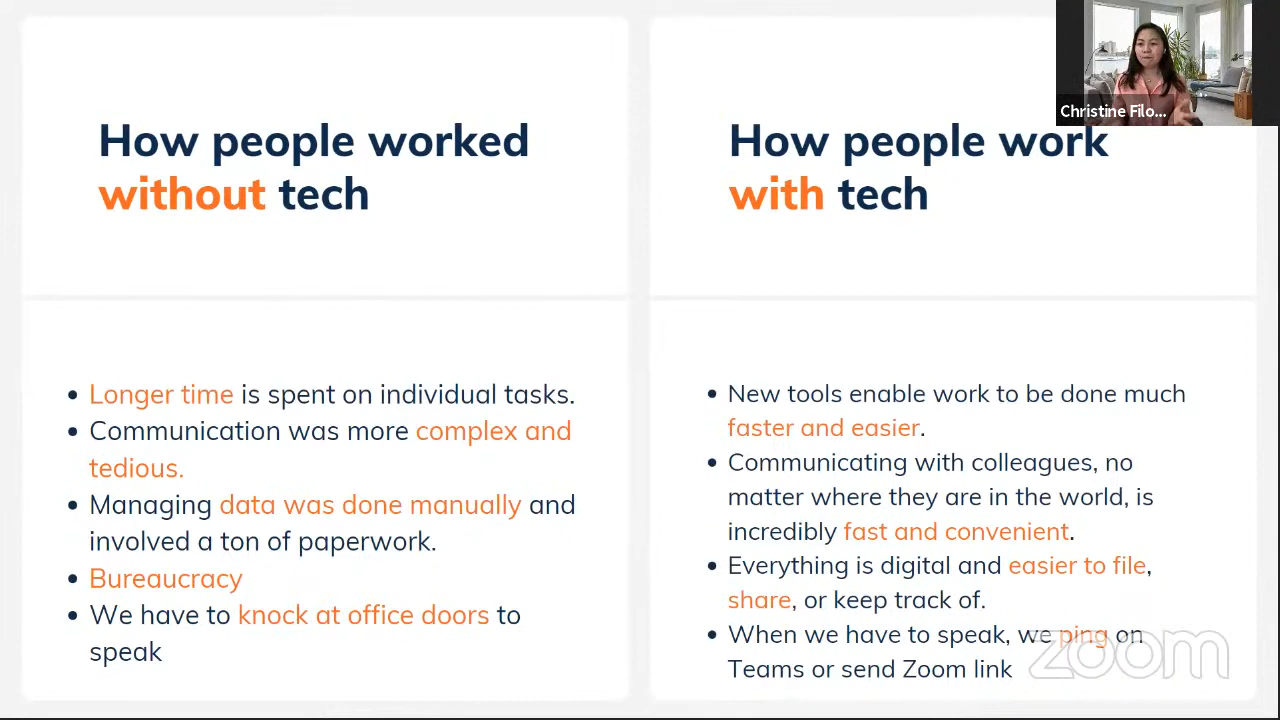 How people worked
without tech
• Longer time is spent on individual tasks.
• Communication was more complex and
tedious.
• Managing data was done manually and
involved a ton of paperwork.
• Bureaucracy
• We have to knock at office doors to
speak
How people work
with tech
• New tools enable work to be done much
faster and easier.
• Communicating with colleagues, no
matter where they are in the world, is
incredibly fast and convenient.
• Everything is digital and easier to file,
share, or keep track of.
• When we have to speak, we ping on
Teams or send Zoom link
Christine Filo...
zoom